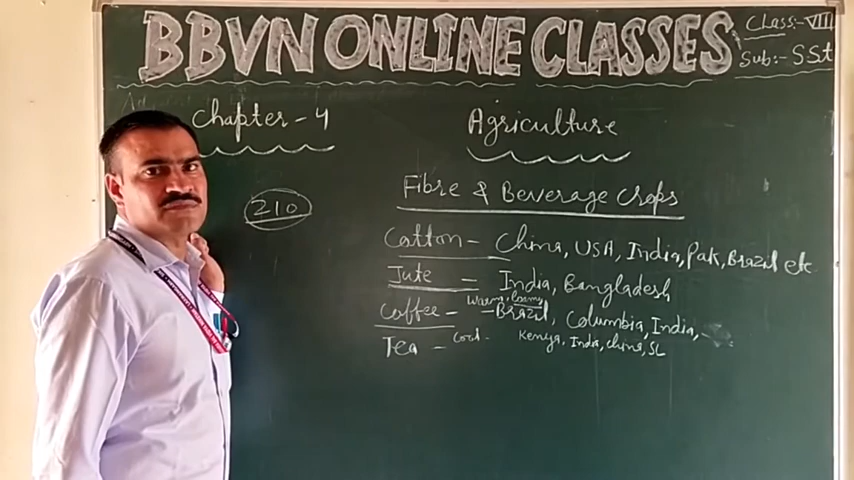 BBVN ONLINE CLASSES
Class:- VIII
Sub:- SSt
Chapter - 4
Agriculture
Fibre & Beverage Crops
210
Cotton - China, USA, India, Pak, Brazil etc
Jute - India, Bangladesh
Warm, loamy
Coffee - Brazil, Columbia, India,
Tea - Cool - Kenya, India, China, SL